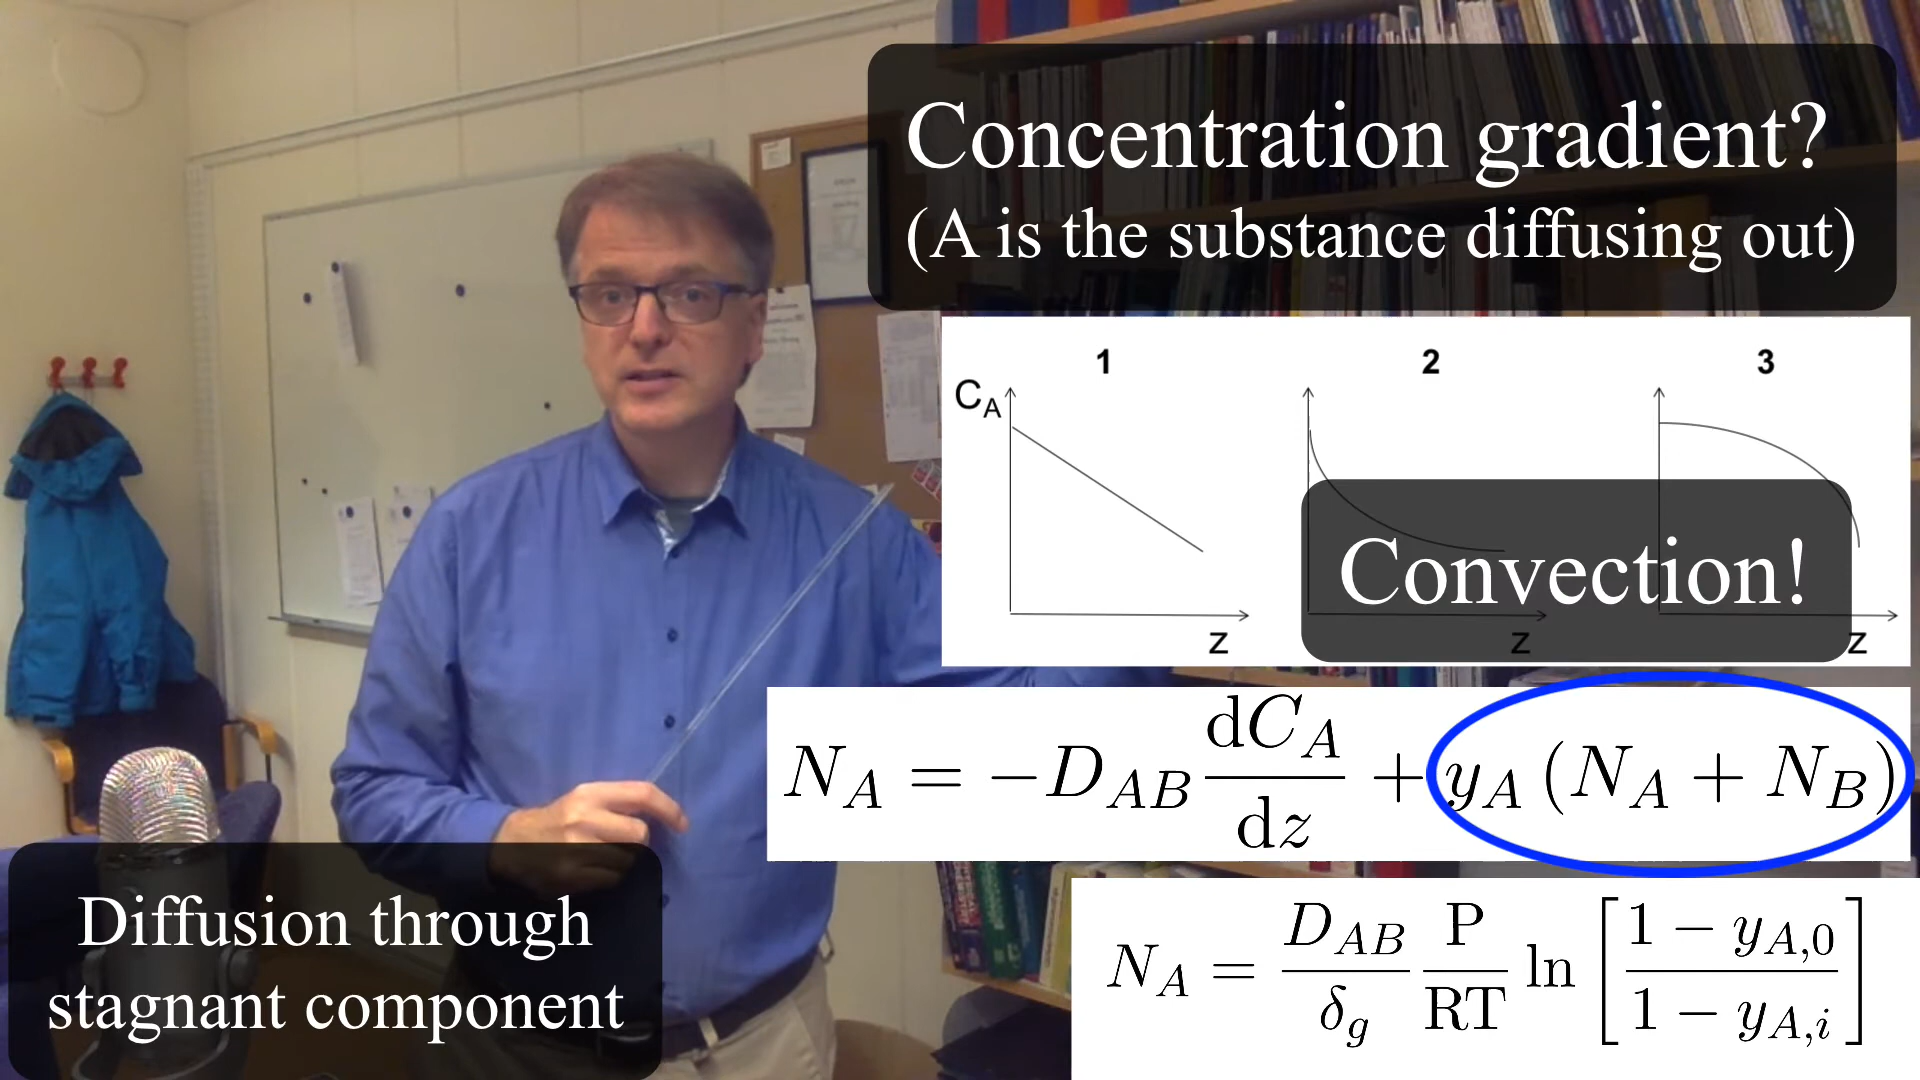 Concentration gradient?
(A is the substance diffusing out)
1 2 3
C_A
z z z
Convection!
N_A = −D_AB dC_A/dz + y_A (N_A + N_B)
N_A = D_AB/δ_g P/RT ln [(1 − y_A,0)/(1 − y_A,i)]
Diffusion through
stagnant component